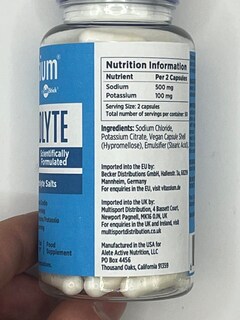 ium®
OLYTE
Scientifically
Formulated
lyte Salts
Food
Supplement
Nutrition Information
Nutrient Per 2 Capsules
Sodium 500 mg
Potassium 100 mg
Serving Size: 2 capsules
Total number of servings per container:
Ingredients: Sodium Chloride,
Potassium Citrate, Vegan Capsule Shell
(Hypromellose), Emulsifier (Stearic Acid).
Imported into the EU by:
Becker Distributions GmbH,
Mannheim, Germany
For enquiries in the EU, visit
Imported into the UK by:
Multisport Distribution, 4 Bassett Court,
Newport Pagnell, MK16 0JN, UK
For enquiries in the UK and Ireland, visit
multisportdistribution.co.uk
Manufactured in the USA for
Alete Active Nutrition, LLC
PO Box 4456
Thousand Oaks, California 91359